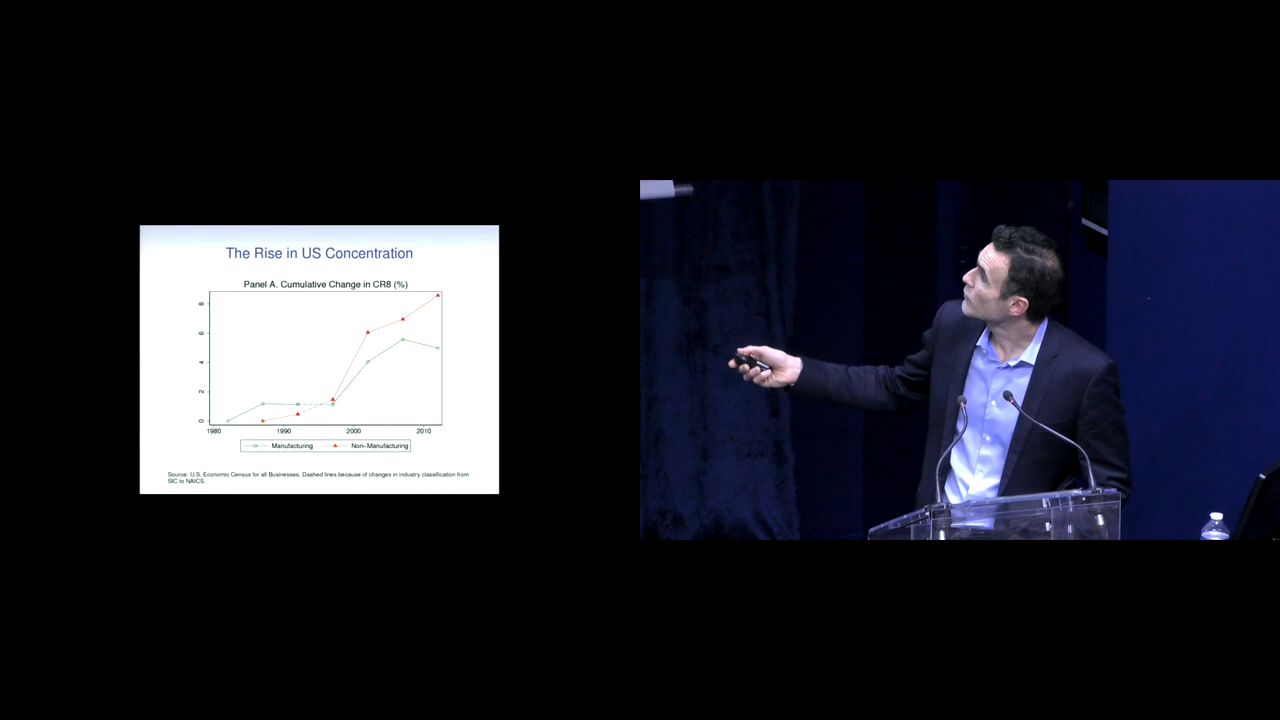 The Rise in US Concentration
Panel A. Cumulative Change in CR8 (%)
8
6
4
2
0
1980 1990 2000 2010
Manufacturing Non−Manufacturing
Source: U.S. Economic Census for all Businesses. Dashed lines because of changes in industry classification from
SIC to NAICS.